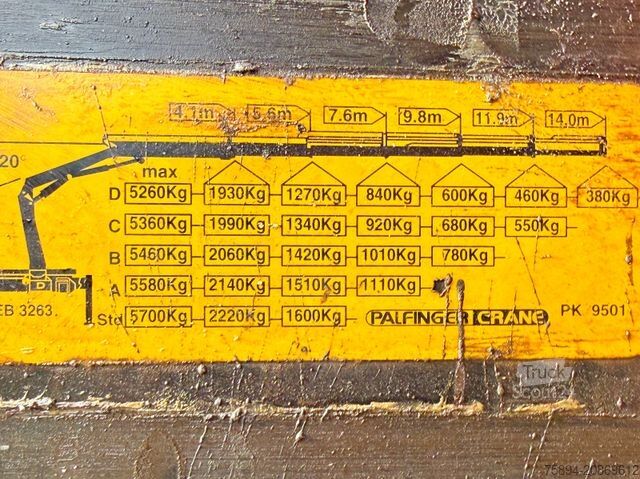 4.1m 5.6m 7.6m 9.8m 11.9m 14.0m
20°
max
D 5260Kg 1930Kg 1270Kg 840Kg 600Kg 460Kg 380Kg
C 5360Kg 1990Kg 1340Kg 920Kg 680Kg 550Kg
B 5460Kg 2060Kg 1420Kg 1010Kg 780Kg
A 5580Kg 2140Kg 1510Kg 1110Kg
EB 3263
Std 5700Kg 2220Kg 1600Kg PALFINGER CRANE PK 9501
Truck
Scom2
75894-20869612